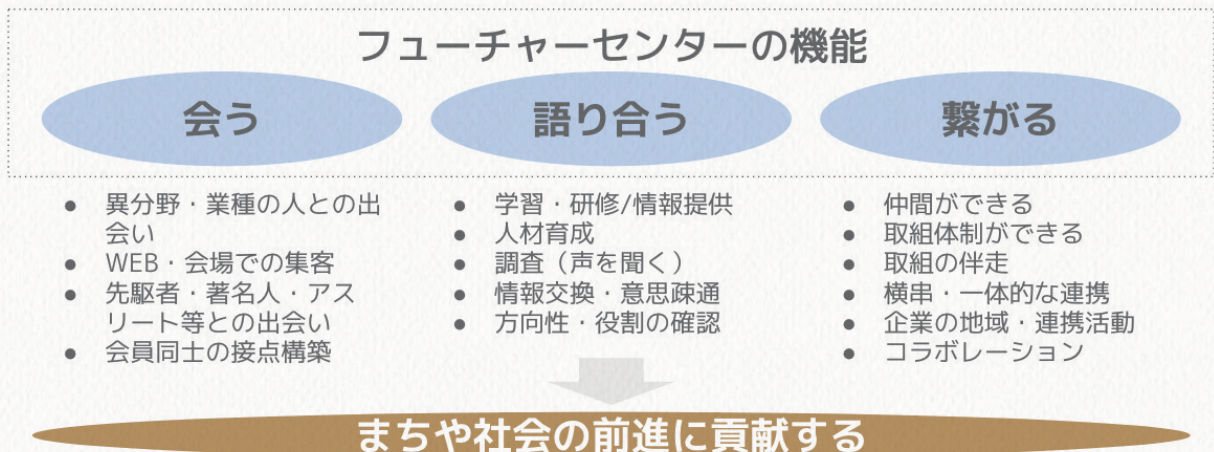 フューチャーセンターの機能
会う
語り合う
繋がる
● 異分野・業種の人との出
会い
● WEB・会場での集客
● 先駆者・著名人・アス
リート等との出会い
● 会員同士の接点構築
● 学習・研修/情報提供
● 人材育成
● 調査（声を聞く）
● 情報交換・意思疎通
● 方向性・役割の確認
● 仲間ができる
● 取組体制ができる
● 取組の伴走
● 横串・一体的な連携
● 企業の地域・連携活動
● コラボレーション
まちや社会の前進に貢献する